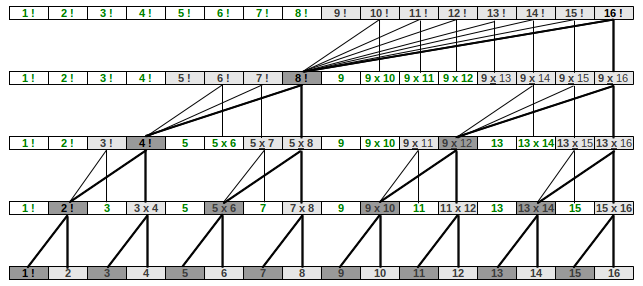 1 ! 2 ! 3 ! 4 ! 5 ! 6 ! 7 ! 8 ! 9 ! 10 ! 11 ! 12 ! 13 ! 14 ! 15 ! 16 !
1 ! 2 ! 3 ! 4 ! 5 ! 6 ! 7 ! 8 ! 9 9 x 10 9 x 11 9 x 12 9 x 13 9 x 14 9 x 15 9 x 16
1 ! 2 ! 3 ! 4 ! 5 5 x 6 5 x 7 5 x 8 9 9 x 10 9 x 11 9 x 12 13 13 x 14 13 x 15 13 x 16
1 ! 2 ! 3 3 x 4 5 5 x 6 7 7 x 8 9 9 x 10 11 11 x 12 13 13 x 14 15 15 x 16
1 ! 2 3 4 5 6 7 8 9 10 11 12 13 14 15 16